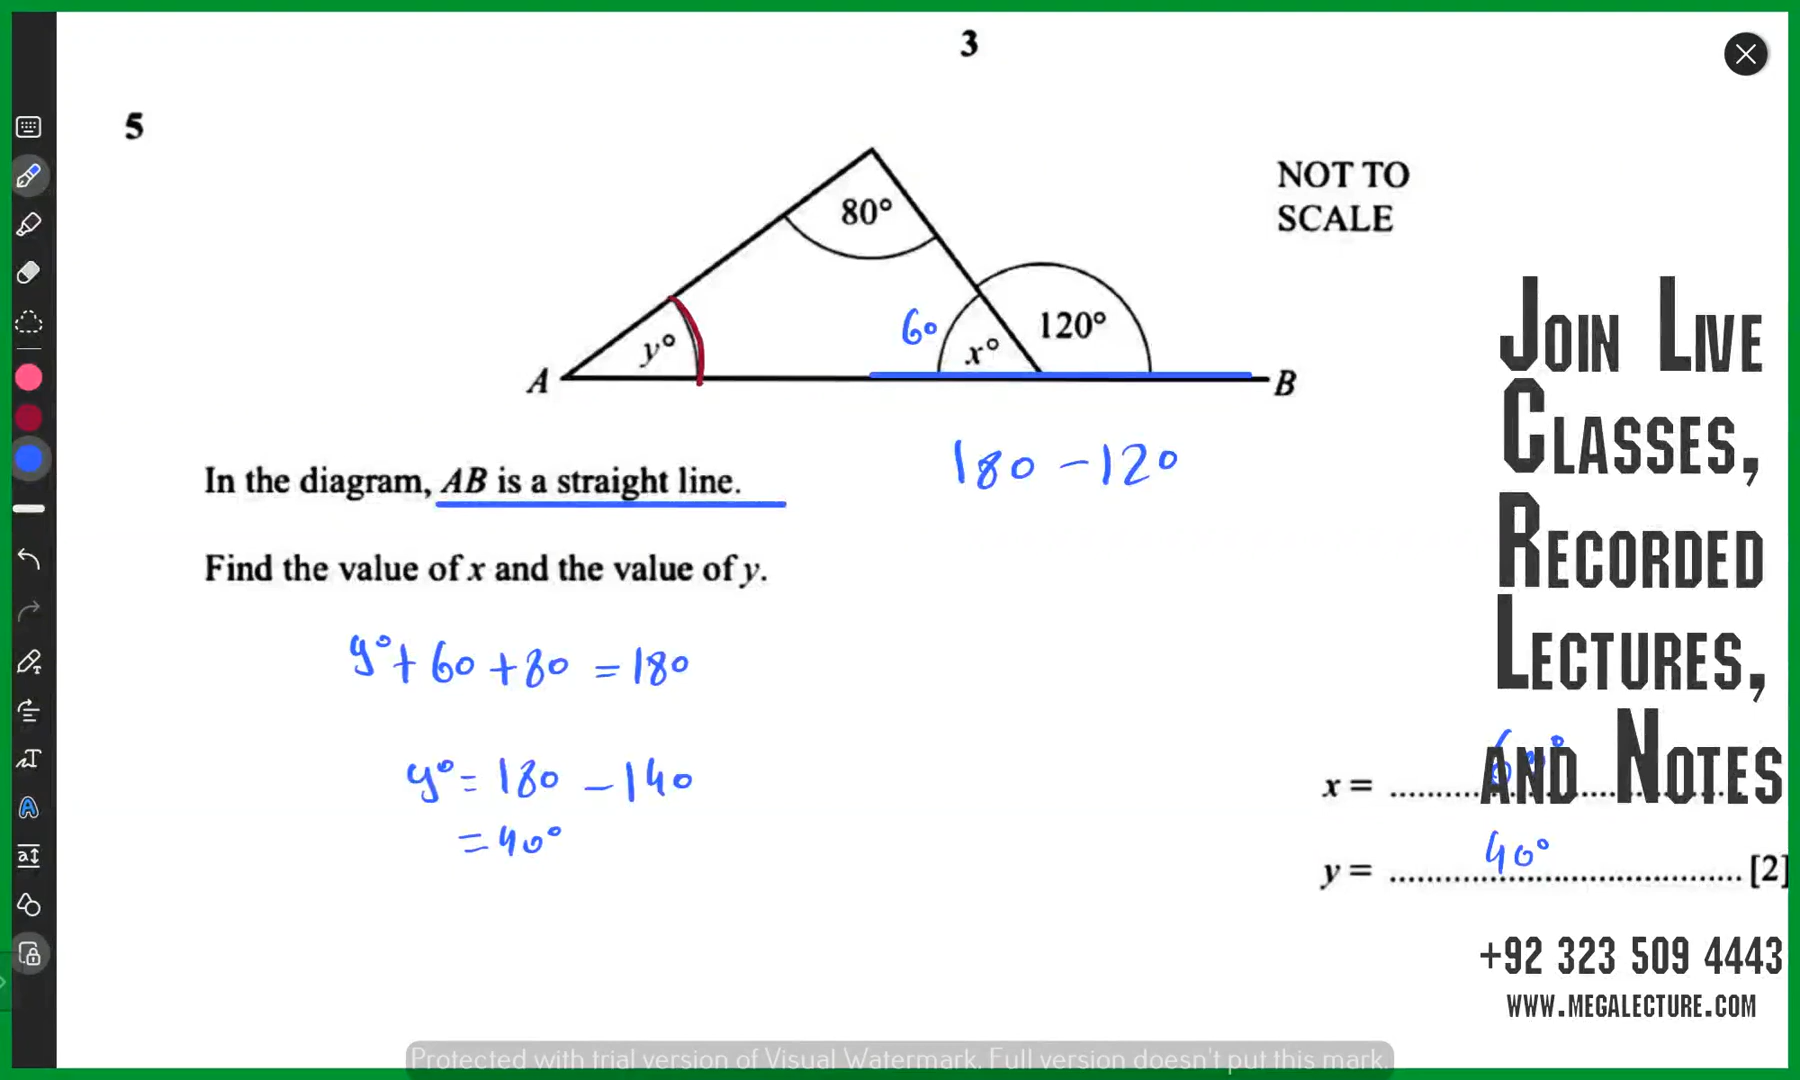 3
5
NOT TO
SCALE
80°
60
120°
x°
y°
A
B
180 - 120
In the diagram, AB is a straight line.
Find the value of x and the value of y.
y° + 60 + 80 = 180
y° = 180 - 140
= 40°
x = ..........
40°
y = .......... [2]
JOIN LIVE
CLASSES,
RECORDED
LECTURES,
AND NOTES
+92 323 509 4443
WWW.MEGALECTURE.COM
Protected with trial version of Visual Watermark. Full version doesn't put this mark.